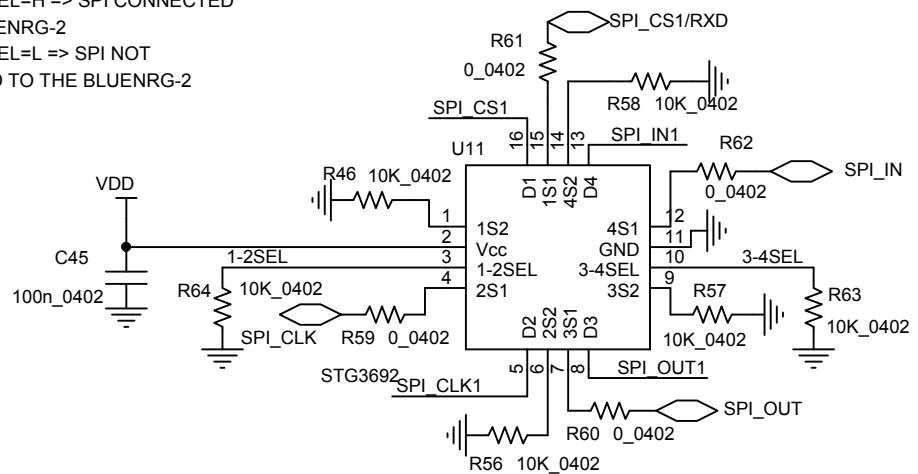 EL=H => SPI CONNECTED
ENRG-2
EL=L => SPI NOT
TO THE BLUENRG-2
SPI_CS1/RXD
R61
0_0402
R58 10K_0402
SPI_CS1
16
15
14
13
SPI_IN1
R62
0_0402
SPI_IN
U11
D1
1S1
4S2
D4
R46 10K_0402
VDD
1
1S2
2
Vcc
3
1-2SEL
4
2S1
4S1
12
GND
11
3-4SEL
10
3S2
9
1-2SEL
3-4SEL
C45
100n_0402
R64 10K_0402
SPI_CLK
R59 0_0402
R57
10K_0402
R63
10K_0402
D2
2S2
3S1
D3
STG3692
SPI_CLK1
5
6
7
8
SPI_OUT1
SPI_OUT
R60 0_0402
R56 10K_0402